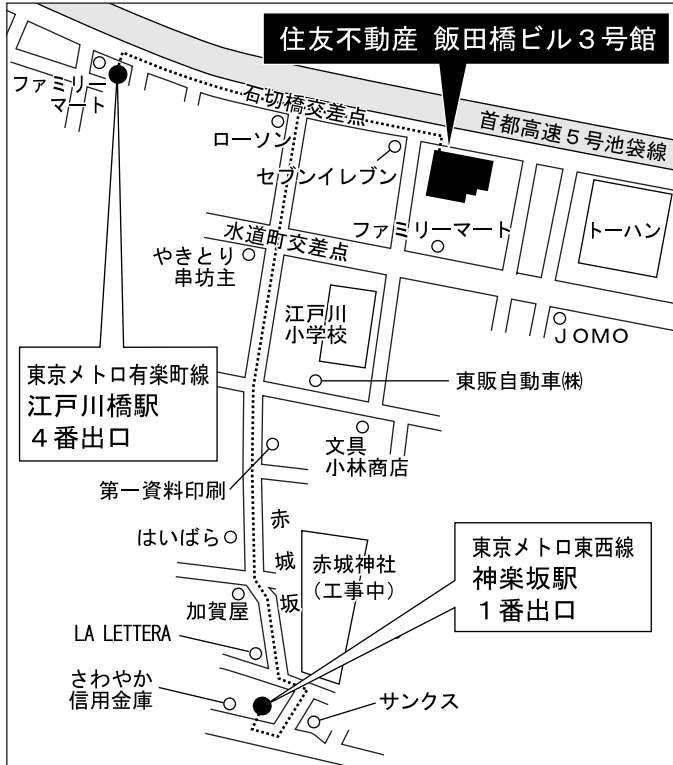 住友不動産 飯田橋ビル３号館
ファミリー
マート
石切橋交差点
首都高速５号池袋線
ローソン
セブンイレブン
水道町交差点
ファミリーマート
トーハン
やきとり
串坊主
江戸川
小学校
JOMO
東京メトロ有楽町線
江戸川橋駅
４番出口
東販自動車㈱
文具
小林商店
第一資料印刷
赤城坂
はいばら
赤城神社
（工事中）
東京メトロ東西線
神楽坂駅
１番出口
加賀屋
LA LETTERA
さわやか
信用金庫
サンクス